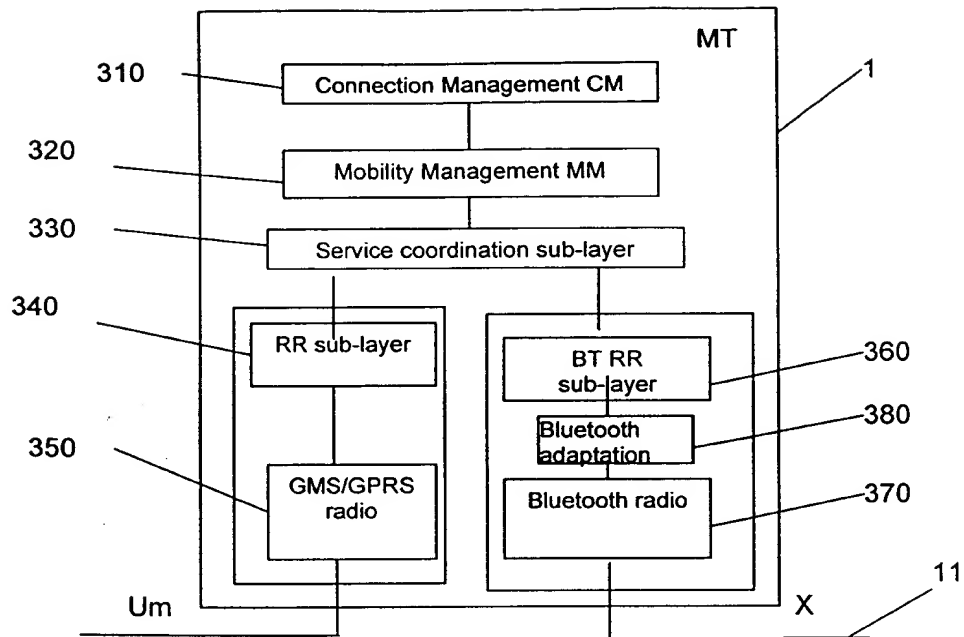 MT
310
Connection Management CM
1
320
Mobility Management MM
330
Service coordination sub-layer
340
RR sub-layer
BT RR
sub-layer
360
Bluetooth
adaptation
380
350
GMS/GPRS
radio
Bluetooth radio
370
Um
X
11